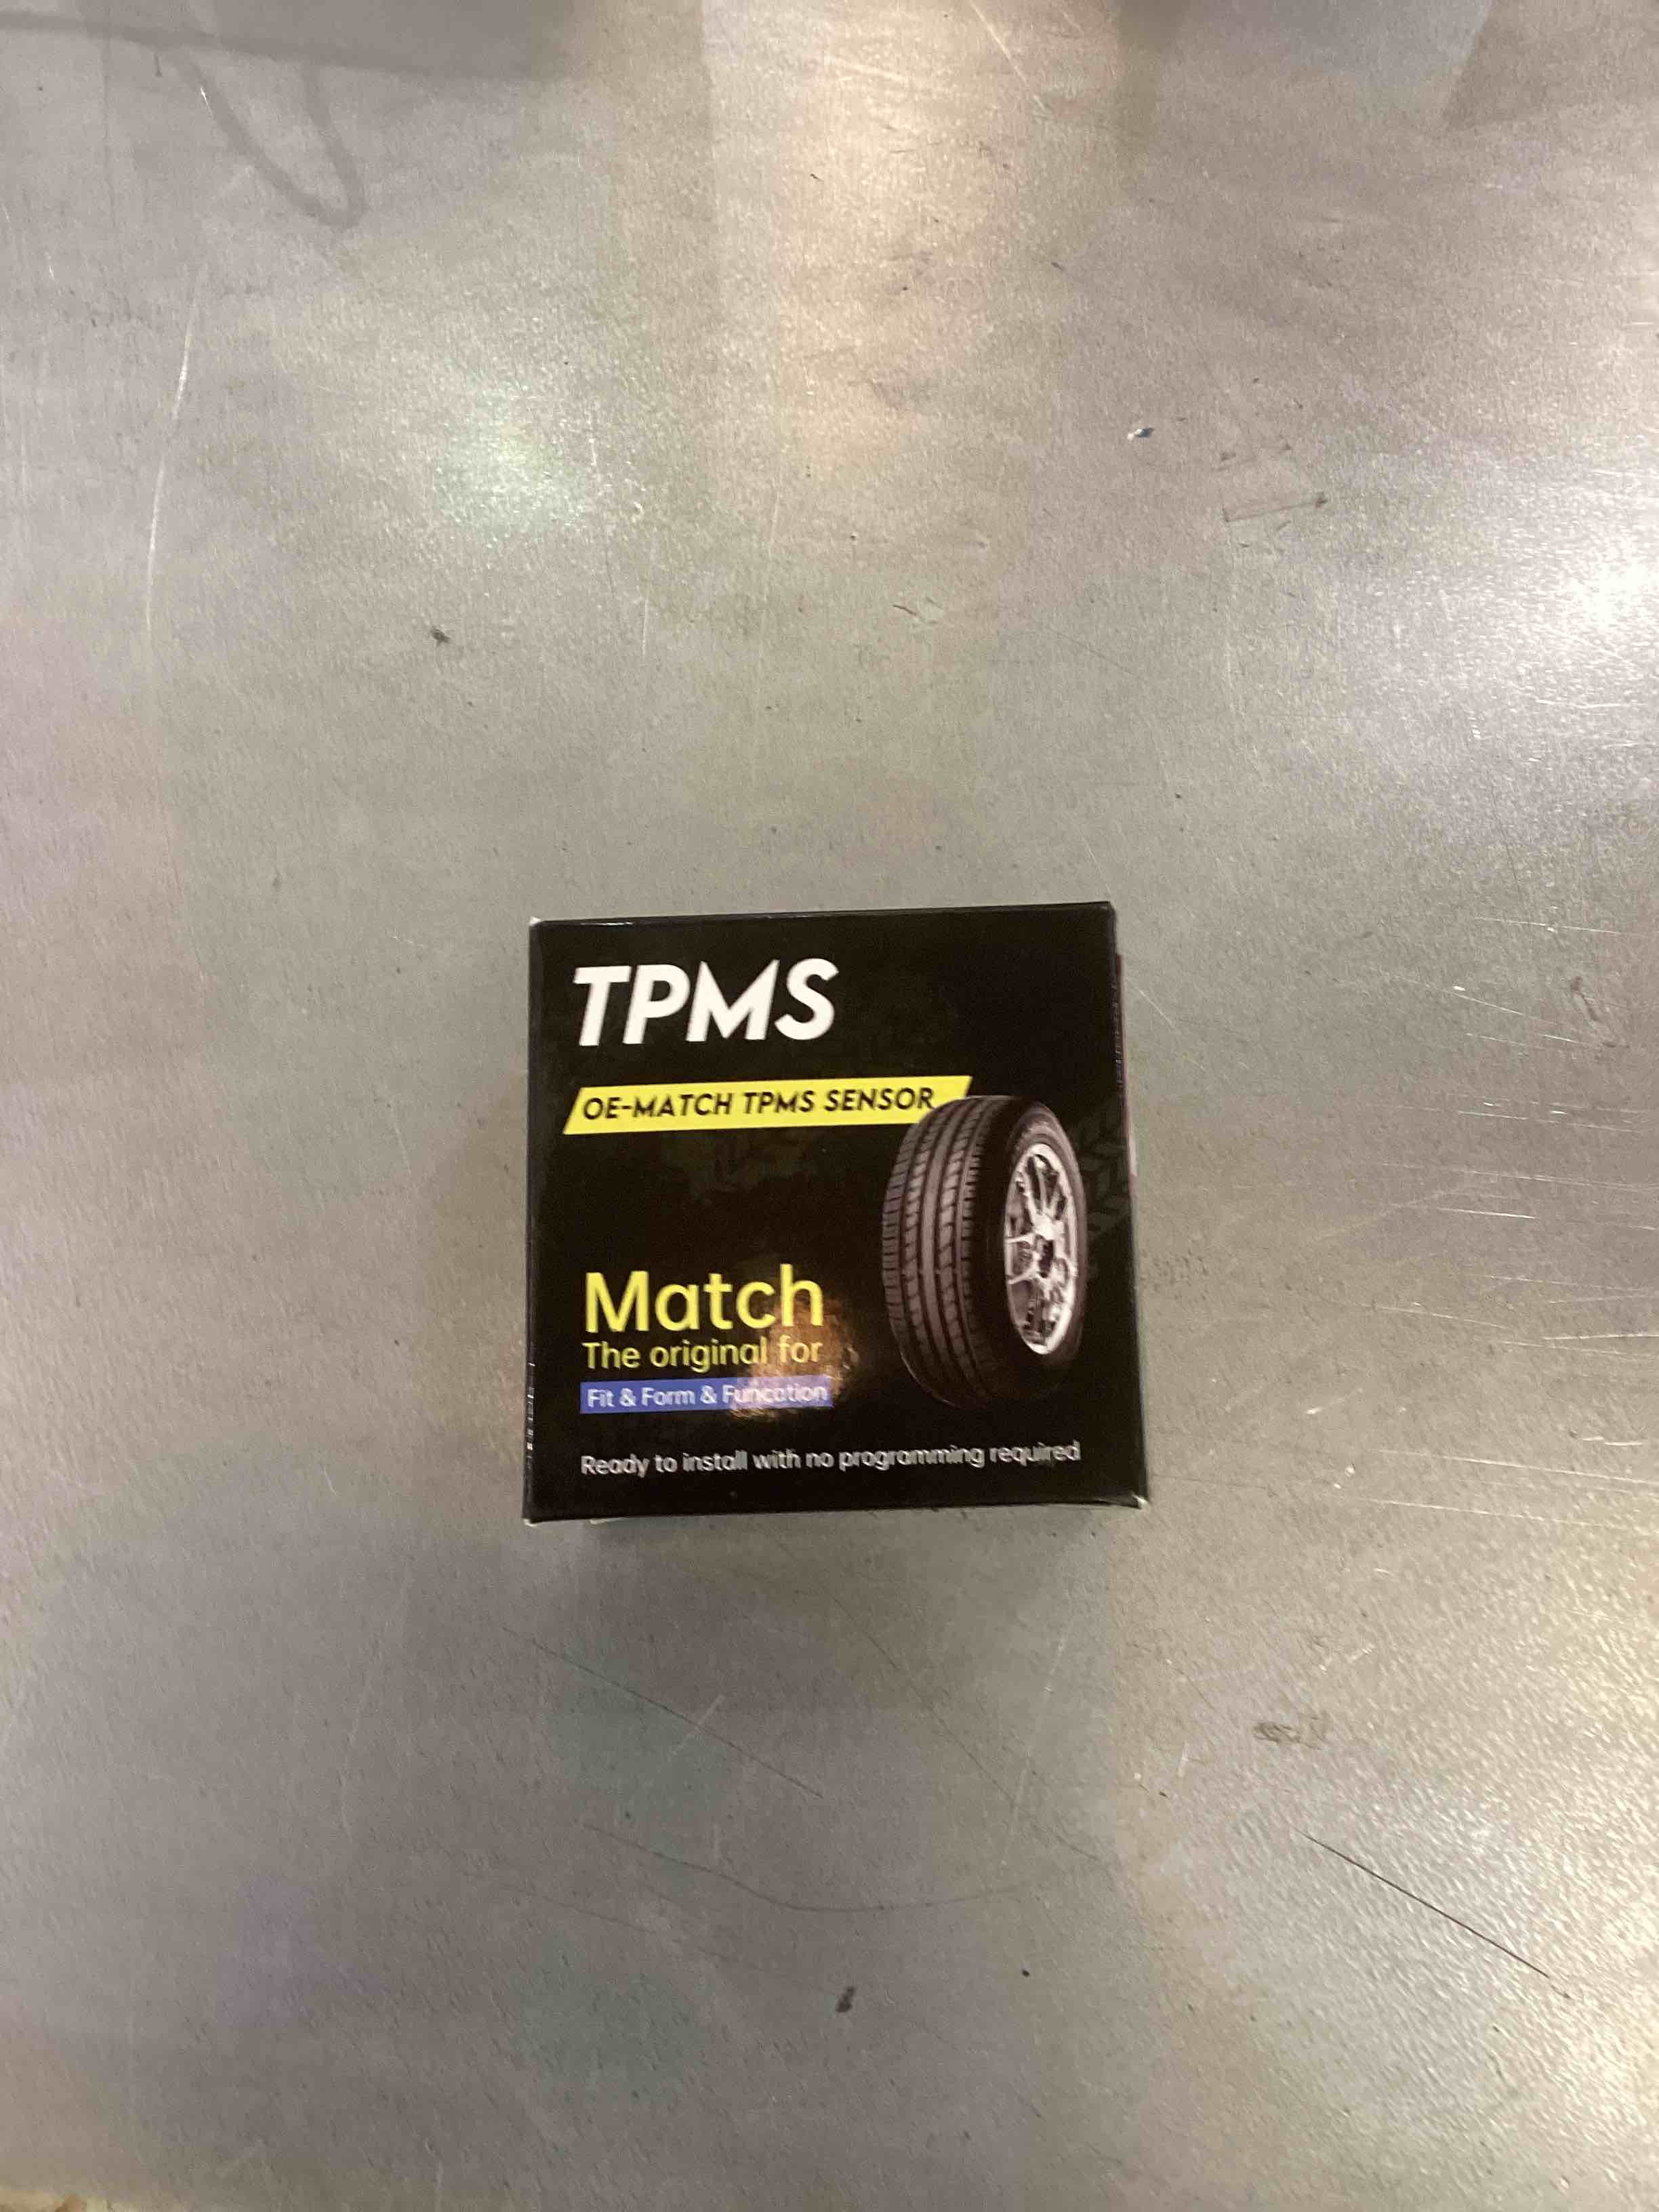 TPMS
OE-MATCH TPMS SENSOR
Match
The original for
Fit & Form & Funcation
Ready to install with no programming required